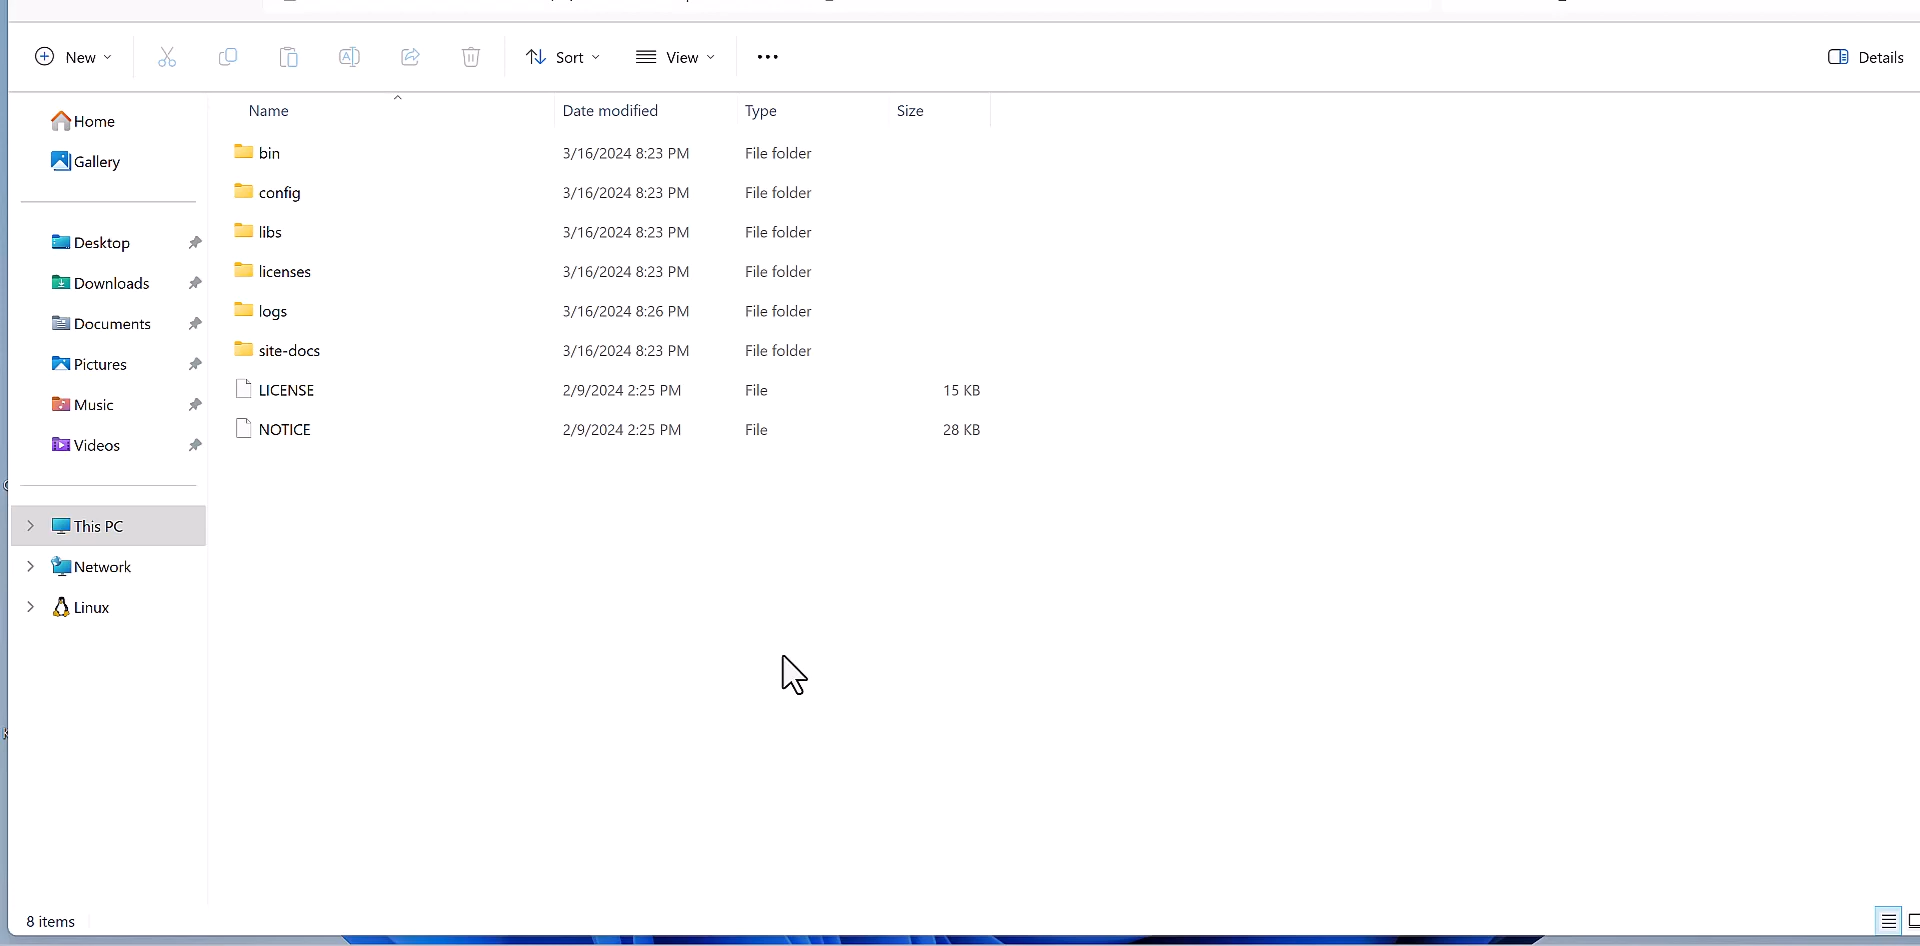 New
Sort
View
Details
Name
Date modified
Type
Size
Home
Gallery
Desktop
Downloads
Documents
Pictures
Music
Videos
This PC
Network
Linux
bin 3/16/2024 8:23 PM File folder
config 3/16/2024 8:23 PM File folder
libs 3/16/2024 8:23 PM File folder
licenses 3/16/2024 8:23 PM File folder
logs 3/16/2024 8:26 PM File folder
site-docs 3/16/2024 8:23 PM File folder
LICENSE 2/9/2024 2:25 PM File 15 KB
NOTICE 2/9/2024 2:25 PM File 28 KB
8 items